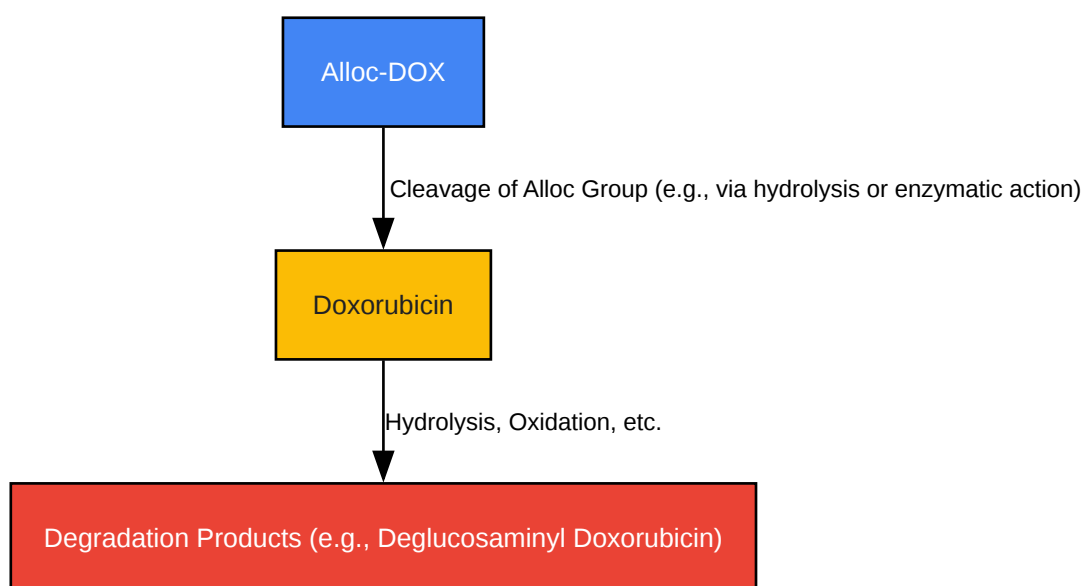 Alloc-DOX
Cleavage of Alloc Group (e.g., via hydrolysis or enzymatic action)
Doxorubicin
Hydrolysis, Oxidation, etc.
Degradation Products (e.g., Deglucosaminyl Doxorubicin)